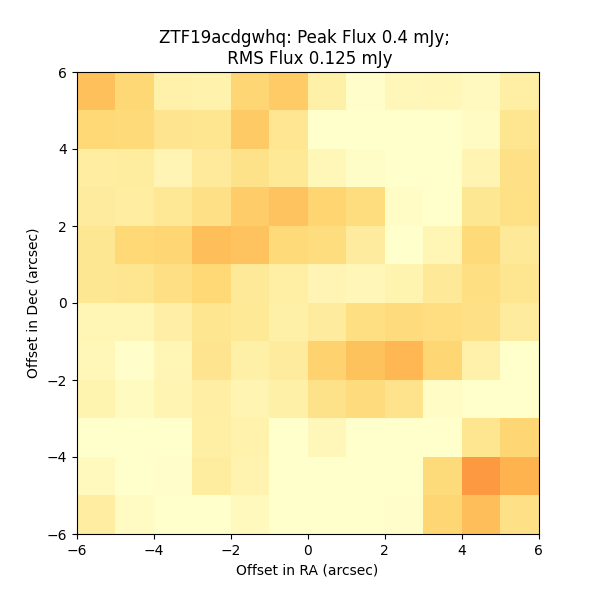 ZTF19acdgwhq: Peak Flux 0.4 mJy;
RMS Flux 0.125 mJy
6
4
2
0
−2
−4
−6
Offset in Dec (arcsec)
−6 −4 −2 0 2 4 6
Offset in RA (arcsec)